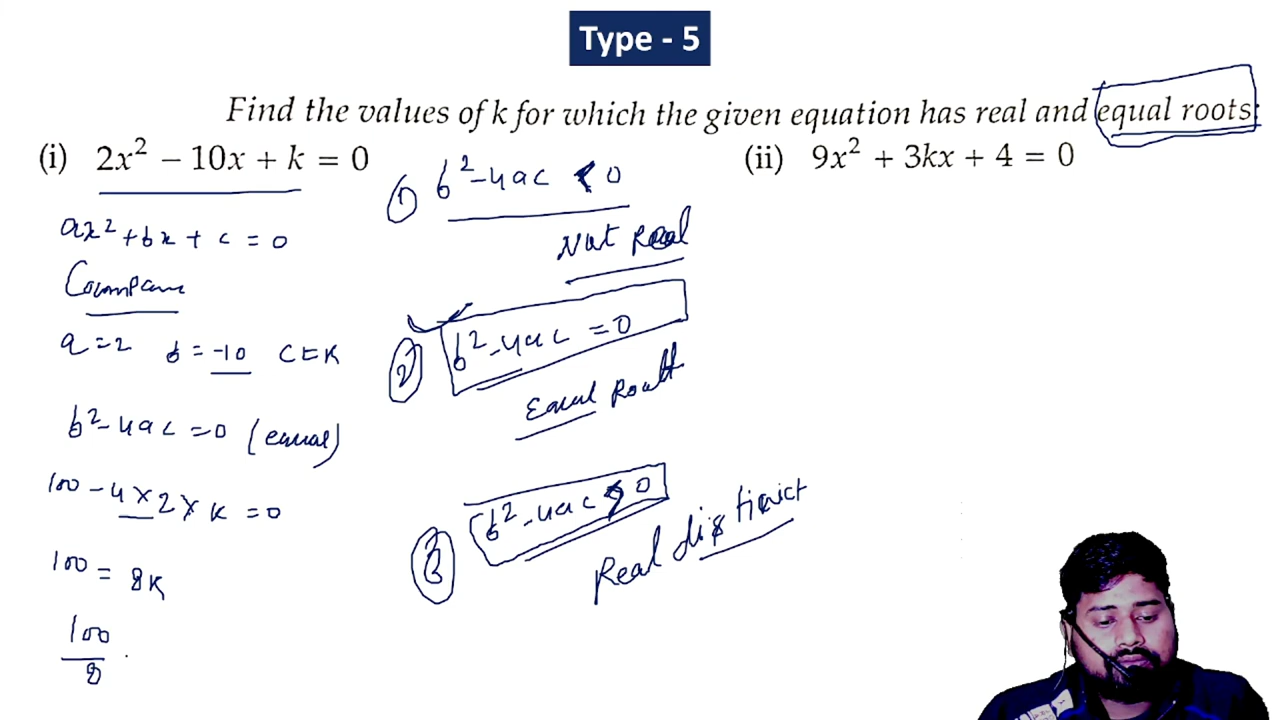 Type - 5
Find the values of k for which the given equation has real and equal roots:
(i) 2x² − 10x + k = 0
(ii) 9x² + 3kx + 4 = 0
ax² + bx + c = 0
a = 2 b = -10 c = k
b² - 4ac = 0 (equal)
100 - 4 × 2 × k = 0
100 = 8k
100
8
① b² - 4ac < 0
Not Real
② b² - 4ac = 0
Equal Root
③ b² - 4ac > 0
Real distinct